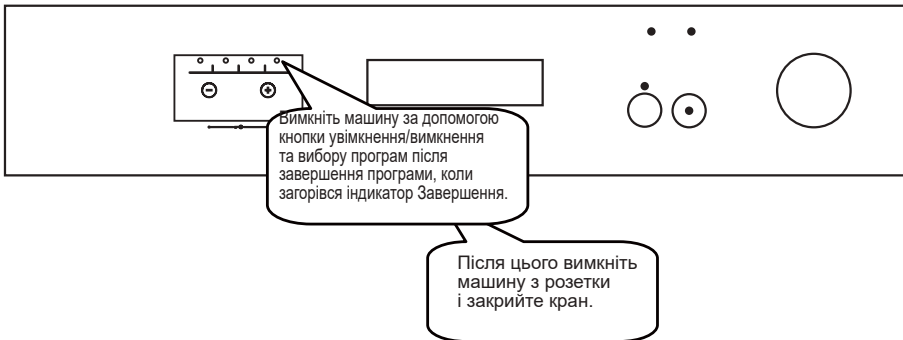 Вимкніть машину за допомогою
кнопки увімкнення/вимкнення
та вибору програм після
завершення програми, коли
загорівся індикатор Завершення.
Після цього вимкніть
машину з розетки
і закрийте кран.